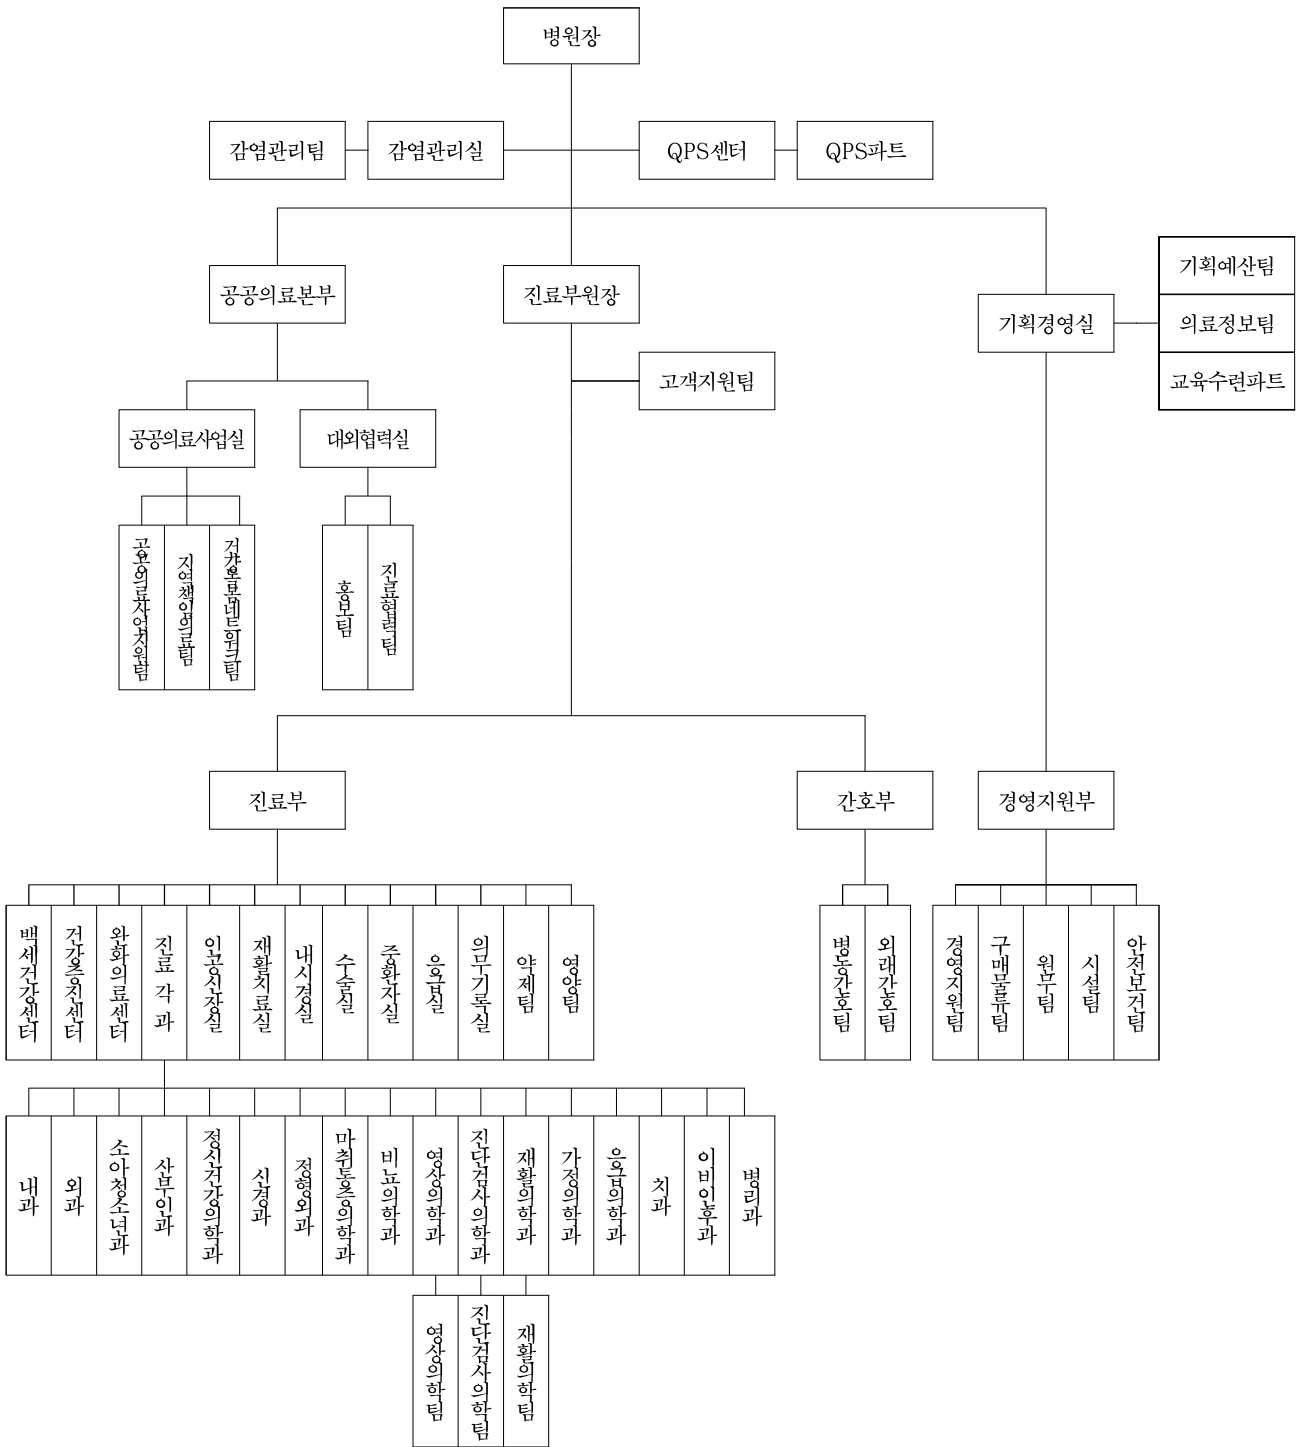 병원장
감염관리팀
감염관리실
QPS센터
QPS파트
공공의료본부
진료부원장
기획경영실
기획예산팀
의료정보팀
교육수련파트
고객지원팀
공공의료사업실
대외협력실
공공의료사업지원팀
지역책임의료팀
건강돌봄네트워크팀
홍보팀
진료협력팀
진료부
간호부
경영지원부
백세건강센터
건강증진센터
완화의료센터
진료 각 과
인공신장실
재활치료실
내시경실
수술실
중환자실
응급실
의무기록실
약제팀
영양팀
병동간호팀
외래간호팀
경영지원팀
구매물류팀
원무팀
시설팀
안전보건팀
내과
외과
소아청소년과
산부인과
정신건강의학과
신경과
정형외과
마취통증의학과
비뇨의학과
영상의학과
진단검사의학과
재활의학과
가정의학과
응급의학과
치과
이비인후과
병리과
영상의학팀
진단검사의학팀
재활의학팀